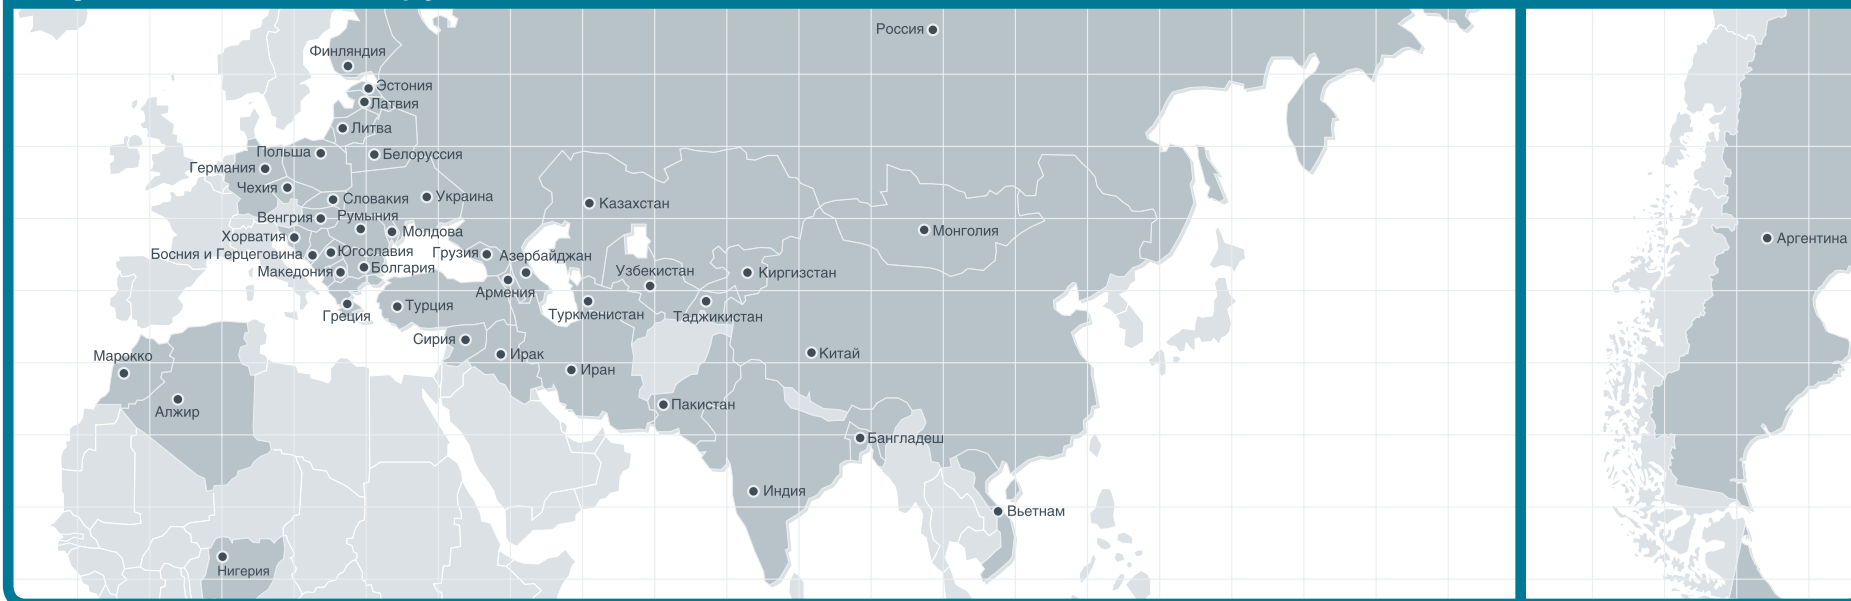 Россия
Финляндия
Эстония
Латвия
Литва
Польша
Белоруссия
Германия
Чехия
Словакия
Украина
Казахстан
Венгрия
Румыния
Хорватия
Молдова
Монголия
Аргентина
Босния и Герцеговина
Югославия
Грузия
Азербайджан
Македония
Болгария
Узбекистан
Киргизстан
Армения
Турция
Греция
Туркменистан
Таджикистан
Сирия
Ирак
Китай
Марокко
Иран
Алжир
Пакистан
Бангладеш
Индия
Вьетнам
Нигерия